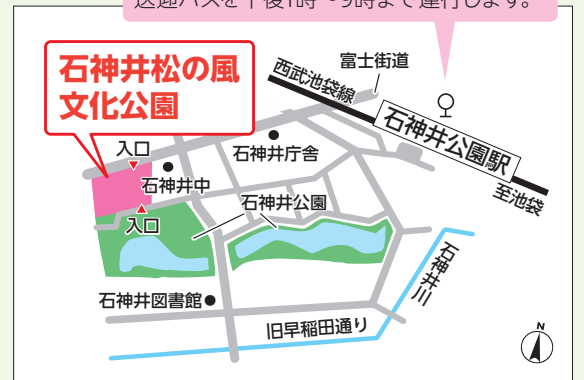 送迎バスを午後1時〜9時まで運行します。
石神井松の風
文化公園
富士街道
西武池袋線
石神井公園駅
至池袋
入口
石神井庁舎
石神井中
石神井公園
入口
石神井川
石神井図書館
旧早稲田通り
N